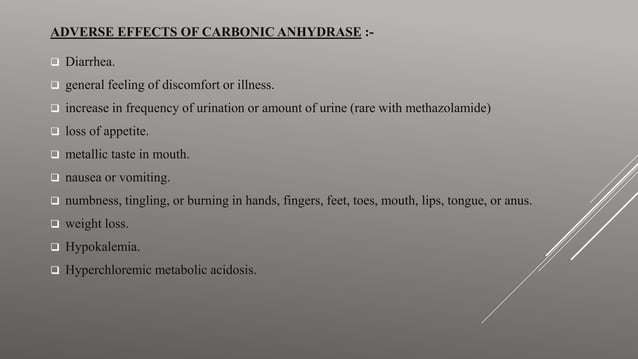 ADVERSE EFFECTS OF CARBONIC ANHYDRASE :-
Diarrhea.
general feeling of discomfort or illness.
increase in frequency of urination or amount of urine (rare with methazolamide)
loss of appetite.
metallic taste in mouth.
nausea or vomiting.
numbness, tingling, or burning in hands, fingers, feet, toes, mouth, lips, tongue, or anus.
weight loss.
Hypokalemia.
Hyperchloremic metabolic acidosis.